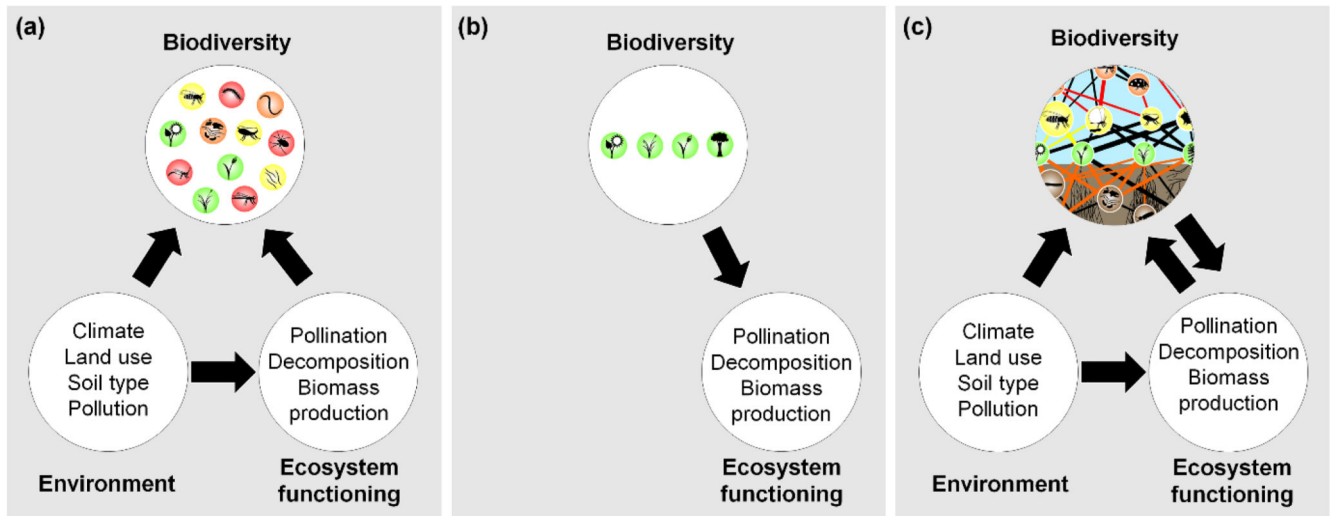 (a)
Biodiversity
Climate
Land use
Soil type
Pollution
Environment
Pollination
Decomposition
Biomass
production
Ecosystem
functioning
(b)
Biodiversity
Pollination
Decomposition
Biomass
production
Ecosystem
functioning
(c)
Biodiversity
Climate
Land use
Soil type
Pollution
Environment
Pollination
Decomposition
Biomass
production
Ecosystem
functioning